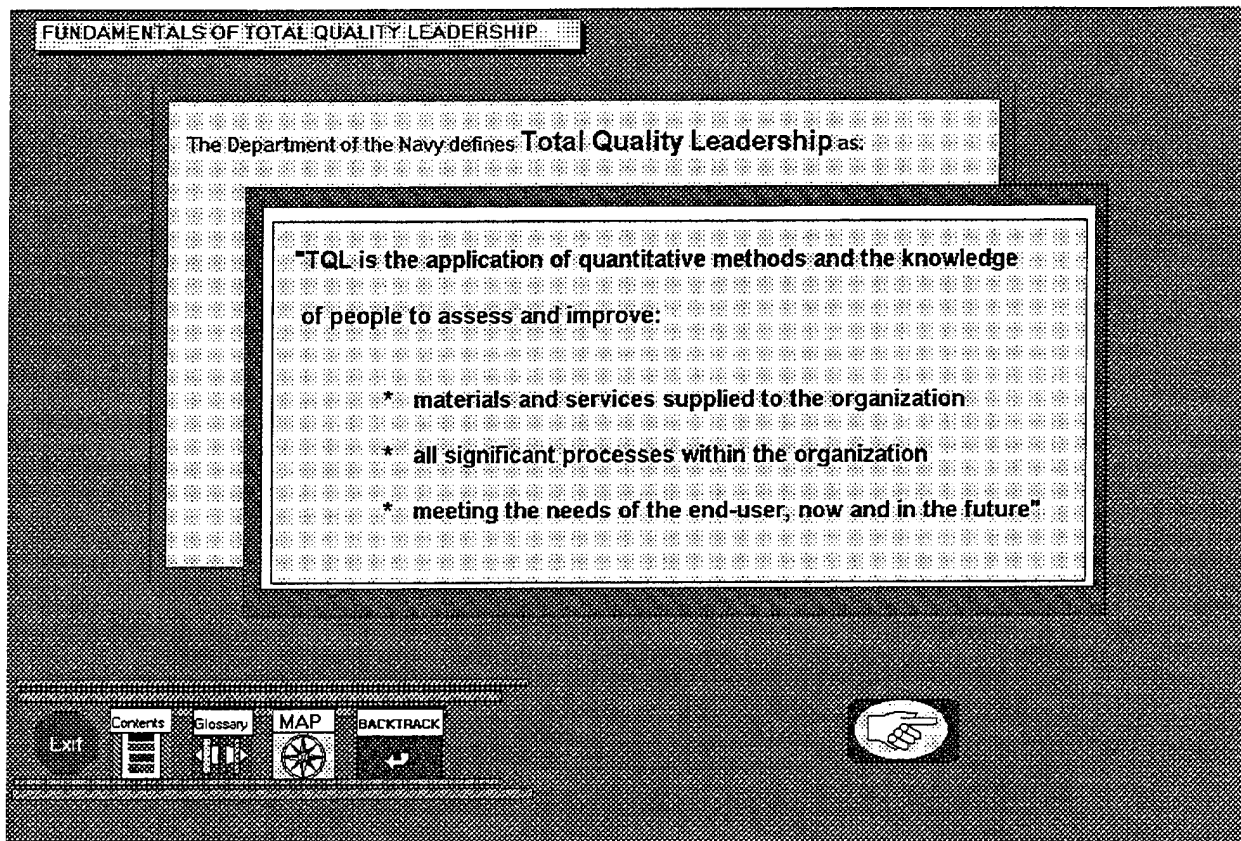 FUNDAMENTALS OF TOTAL QUALITY LEADERSHIP
The Department of the Navy defines Total Quality Leadership as:
"TQL is the application of quantitative methods and the knowledge
of people to assess and improve:
* materials and services supplied to the organization
* all significant processes within the organization
* meeting the needs of the end-user, now and in the future"
Exit
Contents
Glossary
MAP
BACKTRACK